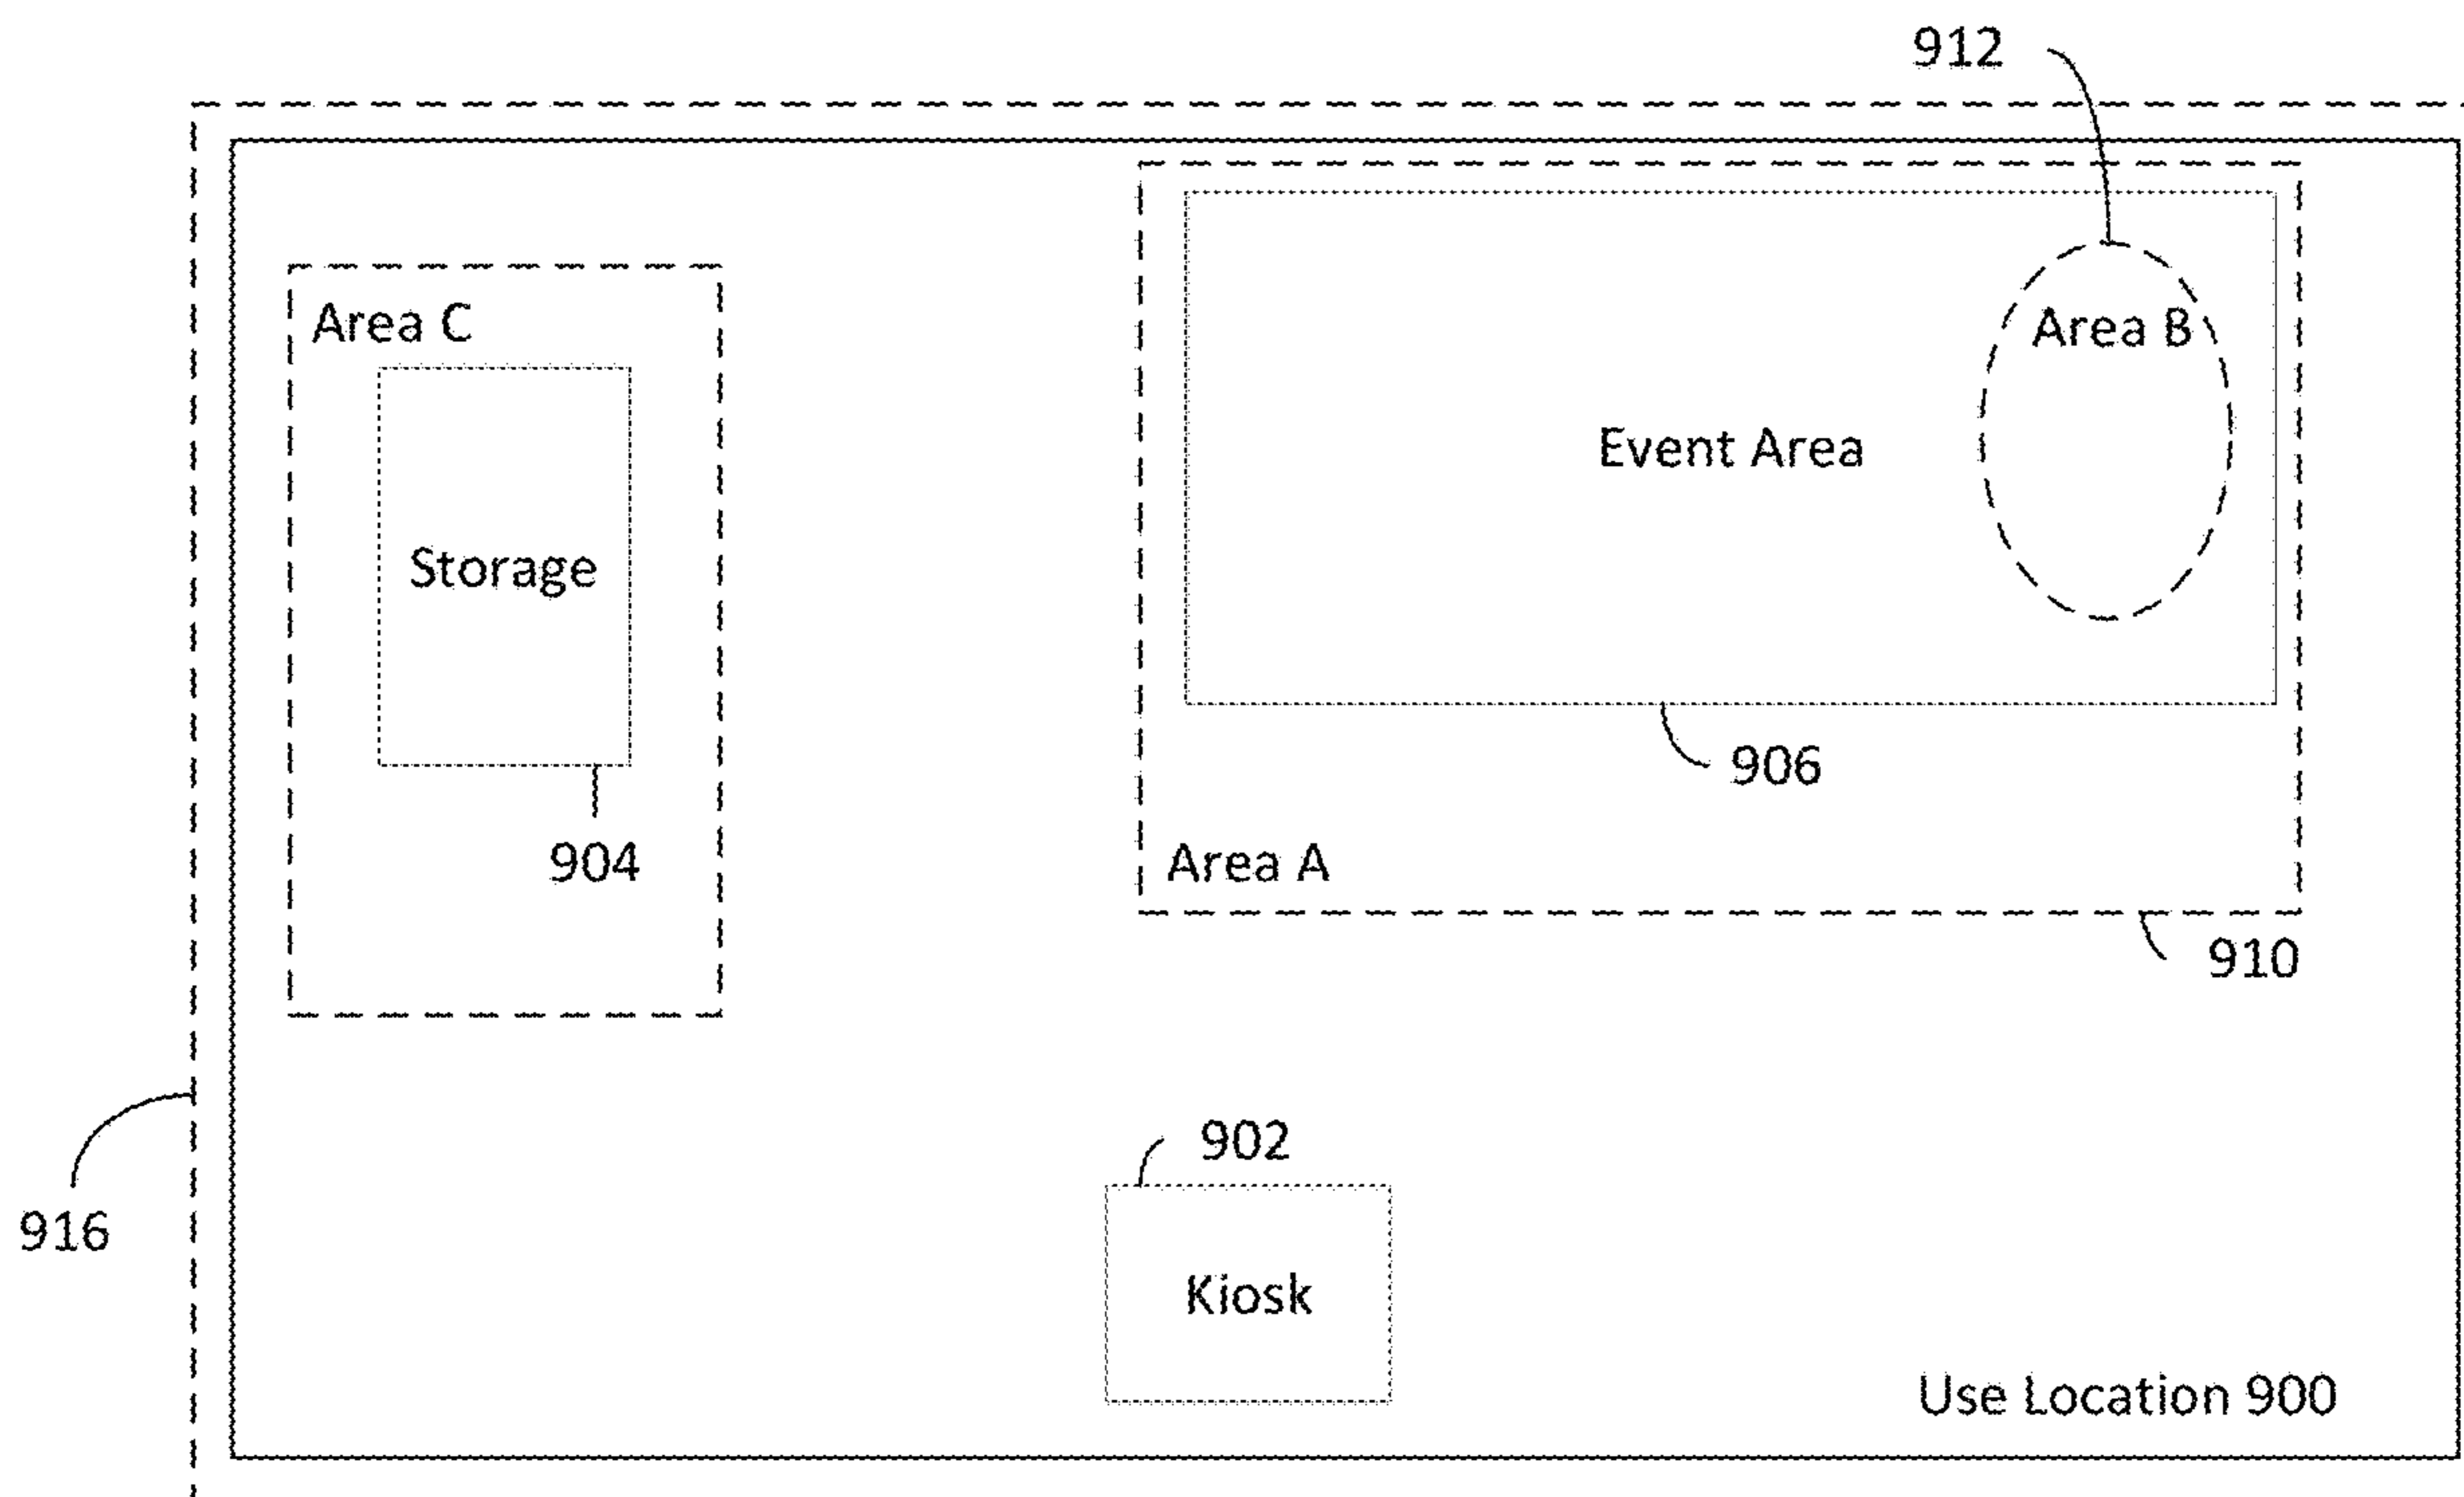 912
Area C
Area B
Event Area
Storage
906
904
Area A
910
902
916
Kiosk
Use Location 900